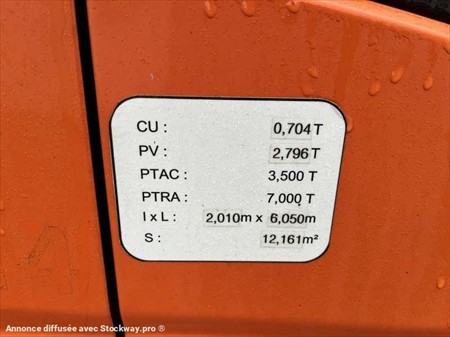 CU : 0,704 T
PV : 2,796 T
PTAC : 3,500 T
PTRA : 7,000 T
l x L : 2,010m x 6,050m
S : 12,161m²
Annonce diffusée avec Stockway.pro ®